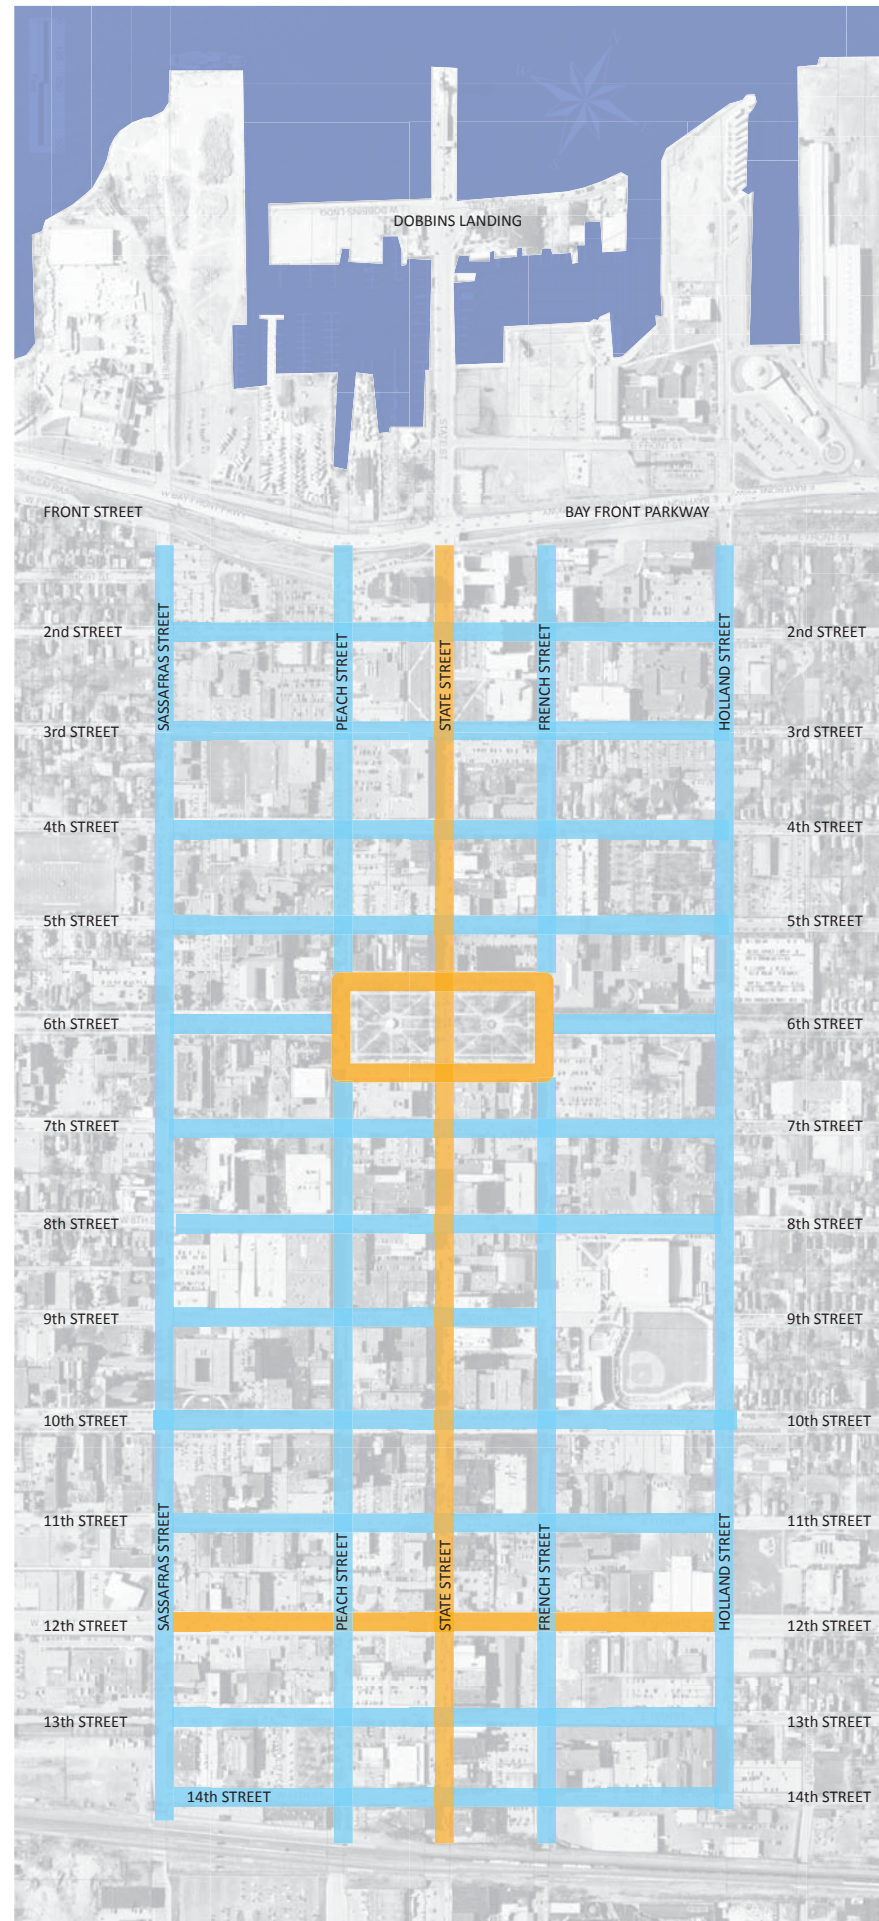 DOBBINS LANDING
FRONT STREET
BAY FRONT PARKWAY
SASSAFRAS STREET
PEACH STREET
STATE STREET
FRENCH STREET
HOLLAND STREET
2nd STREET
2nd STREET
3rd STREET
3rd STREET
4th STREET
4th STREET
5th STREET
5th STREET
6th STREET
6th STREET
7th STREET
7th STREET
8th STREET
8th STREET
9th STREET
9th STREET
10th STREET
10th STREET
11th STREET
11th STREET
SASSAFRAS STREET
PEACH STREET
STATE STREET
FRENCH STREET
HOLLAND STREET
12th STREET
12th STREET
13th STREET
13th STREET
14th STREET
14th STREET